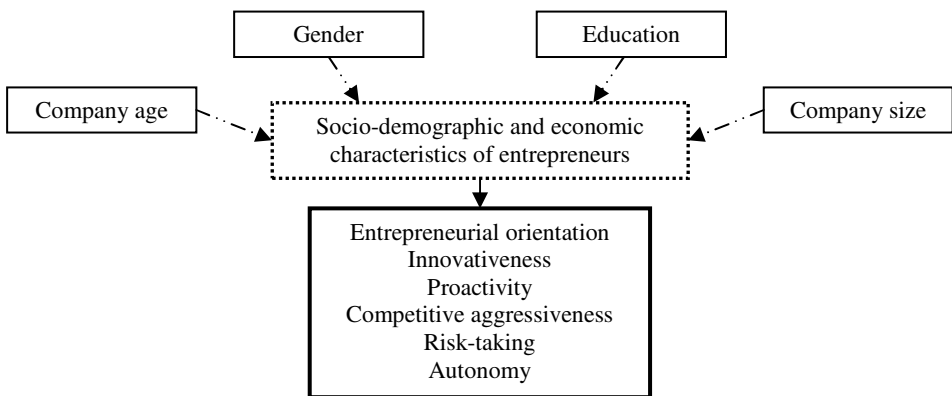 Gender
Education
Company age
Company size
Socio-demographic and economic
characteristics of entrepreneurs
Entrepreneurial orientation
Innovativeness
Proactivity
Competitive aggressiveness
Risk-taking
Autonomy